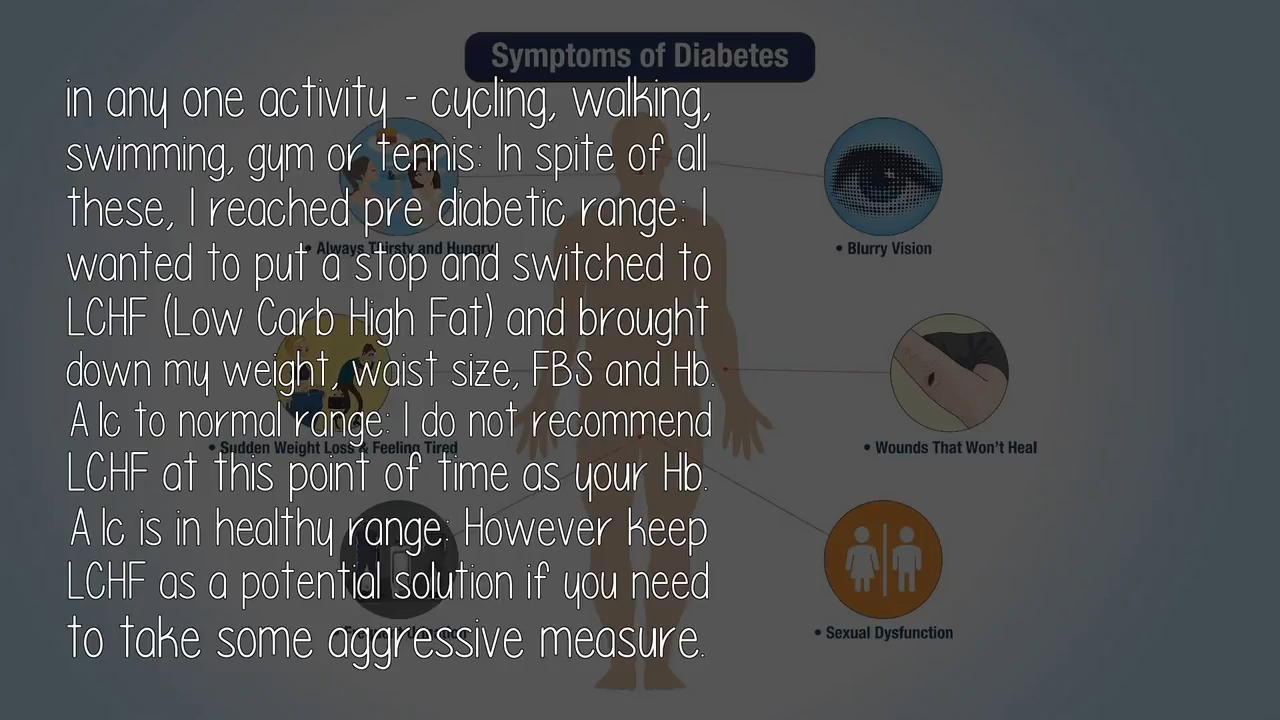 Symptoms of Diabetes
in any one activity - cycling, walking,
swimming, gym or tennis: In spite of all
these, I reached pre diabetic range: I
wanted to put a stop and switched to
LCHF (Low Carb High Fat) and brought
down my weight, waist size, FBS and Hb.
A1c to normal range: I do not recommend
LCHF at this point of time as your Hb.
A1c is in healthy range: However keep
LCHF as a potential solution if you need
to take some aggressive measure.
• Always Thirsty and Hungry
• Blurry Vision
• Sudden Weight Loss & Feeling Tired
• Wounds That Won't Heal
• Sexual Dysfunction